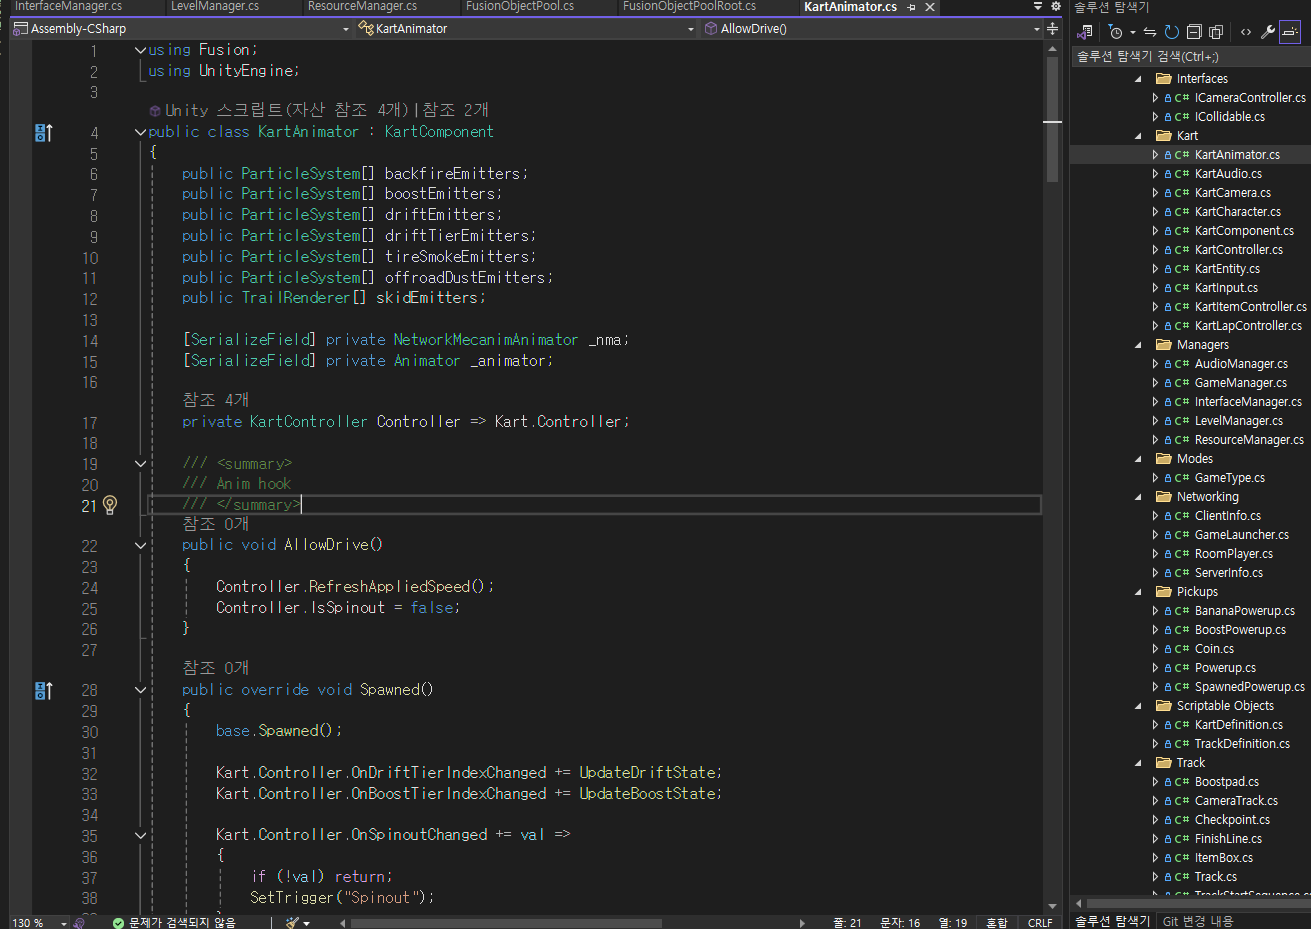 InterfaceManager.cs
LevelManager.cs
ResourceManager.cs
FusionObjectPool.cs
FusionObjectPoolRoot.cs
KartAnimator.cs
Assembly-CSharp
KartAnimator
AllowDrive()
1 using Fusion;
2 using UnityEngine;
3
Unity 스크립트(자산 참조 4개)|참조 2개
4 public class KartAnimator : KartComponent
5 {
6 public ParticleSystem[] backfireEmitters;
7 public ParticleSystem[] boostEmitters;
8 public ParticleSystem[] driftEmitters;
9 public ParticleSystem[] driftTierEmitters;
10 public ParticleSystem[] tireSmokeEmitters;
11 public ParticleSystem[] offroadDustEmitters;
12 public TrailRenderer[] skidEmitters;
13
14 [SerializeField] private NetworkMecanimAnimator _nma;
15 [SerializeField] private Animator _animator;
16
참조 4개
17 private KartController Controller => Kart.Controller;
18
19 /// <summary>
20 /// Anim hook
21 /// </summary>
참조 0개
22 public void AllowDrive()
23 {
24 Controller.RefreshAppliedSpeed();
25 Controller.IsSpinout = false;
26 }
27
참조 0개
28 public override void Spawned()
29 {
30 base.Spawned();
31
32 Kart.Controller.OnDriftTierIndexChanged += UpdateDriftState;
33 Kart.Controller.OnBoostTierIndexChanged += UpdateBoostState;
34
35 Kart.Controller.OnSpinoutChanged += val =>
36 {
37 if (!val) return;
38 SetTrigger("Spinout");
130 %
문제가 검색되지 않음
줄: 21
문자: 16
열: 19
혼합
CRLF
솔루션 탐색기
솔루션 탐색기 검색(Ctrl+;)
Interfaces
C# ICameraController.cs
C# ICollidable.cs
Kart
C# KartAnimator.cs
C# KartAudio.cs
C# KartCamera.cs
C# KartCharacter.cs
C# KartComponent.cs
C# KartController.cs
C# KartEntity.cs
C# KartInput.cs
C# KartItemController.cs
C# KartLapController.cs
Managers
C# AudioManager.cs
C# GameManager.cs
C# InterfaceManager.cs
C# LevelManager.cs
C# ResourceManager.cs
Modes
C# GameType.cs
Networking
C# ClientInfo.cs
C# GameLauncher.cs
C# RoomPlayer.cs
C# ServerInfo.cs
Pickups
C# BananaPowerup.cs
C# BoostPowerup.cs
C# Coin.cs
C# Powerup.cs
C# SpawnedPowerup.cs
Scriptable Objects
C# KartDefinition.cs
C# TrackDefinition.cs
Track
C# Boostpad.cs
C# CameraTrack.cs
C# Checkpoint.cs
C# FinishLine.cs
C# ItemBox.cs
C# Track.cs
솔루션 탐색기
Git 변경 내용